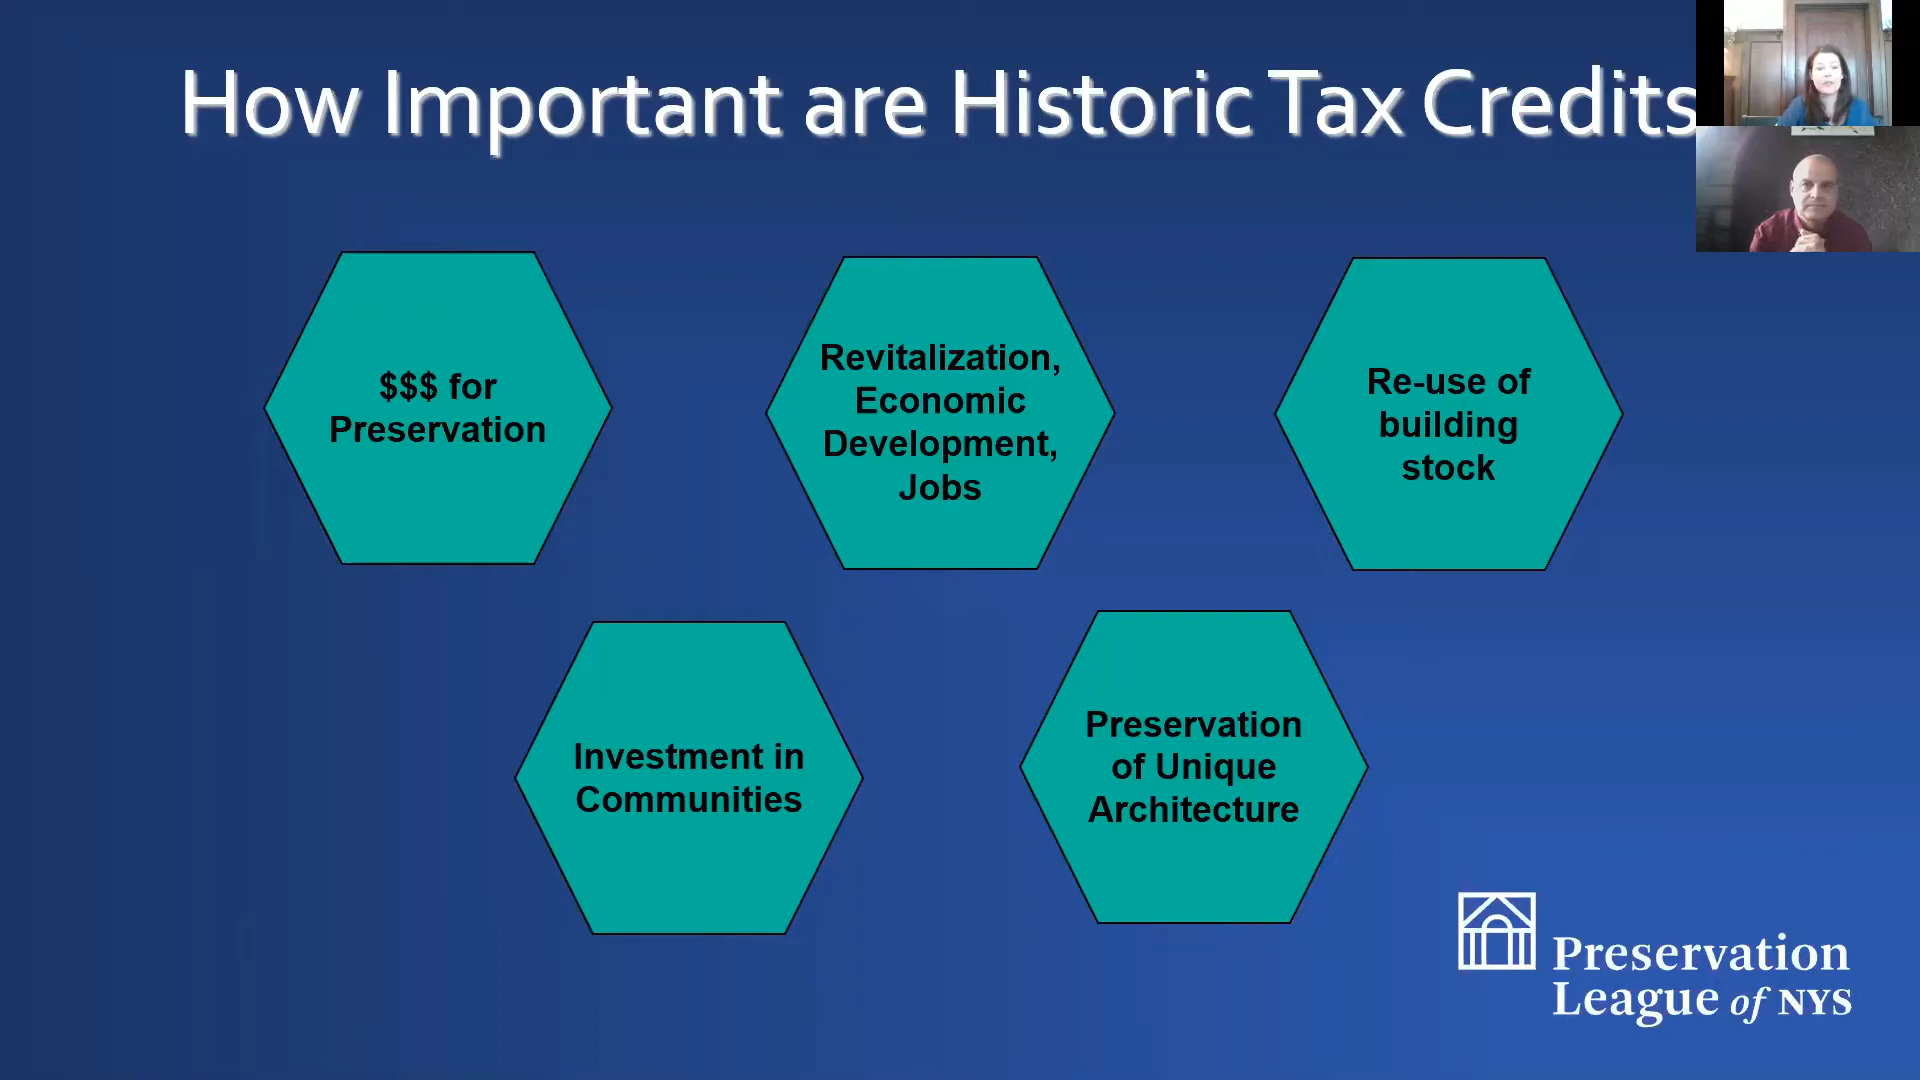 How Important are Historic Tax Credits
$$$ for
Preservation
Revitalization,
Economic
Development,
Jobs
Re-use of
building
stock
Investment in
Communities
Preservation
of Unique
Architecture
Preservation
League of NYS